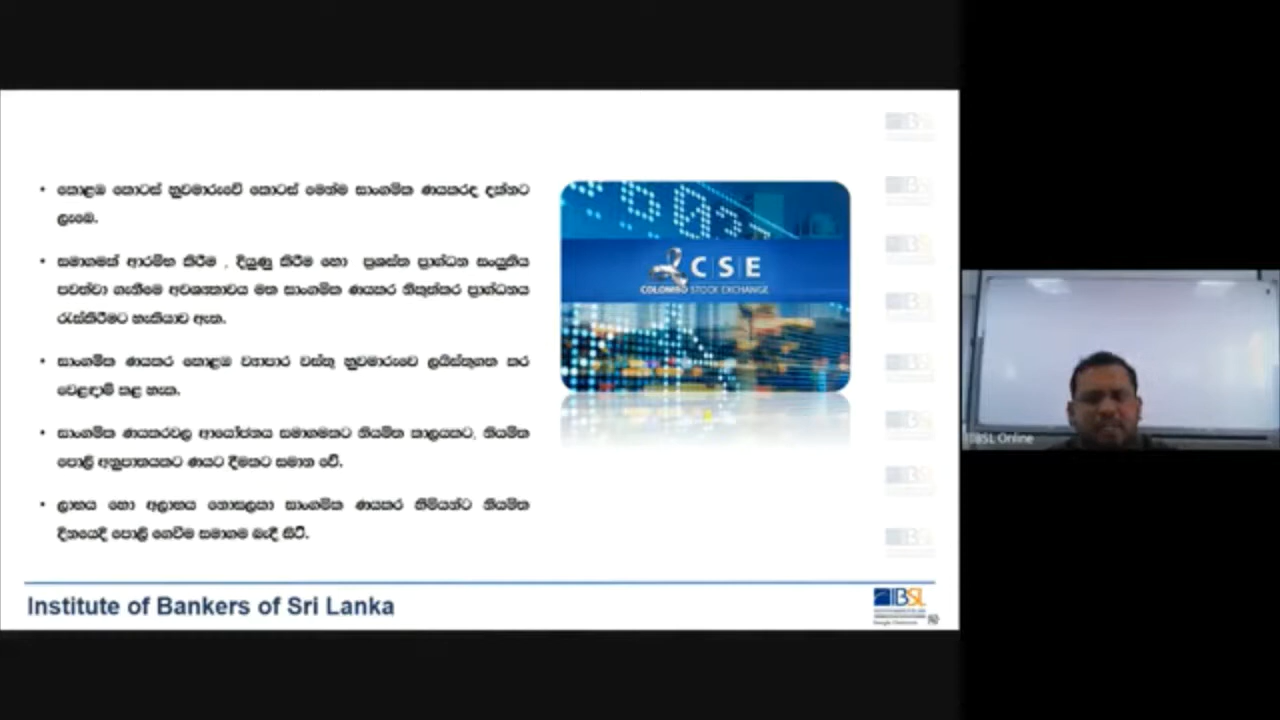 • කොළඹ කොටස් හුවමාරුවේ කොටස් මෙන්ම සාංගමික ණයකරද දක්නට
ලැබේ.
• සමාගමක් ආරම්භ කිරීම , දියුණු කිරීම හො ප්‍රශස්ත ප්‍රාග්ධන සංයුතිය
පවත්වා ගැනීමෙ අවශ්‍යතාවය මත සාංගමික ණයකර නිකුත්කර ප්‍රාග්ධනය
රැස්කිරීමට හැකියාව ඇත.
• සාංගමික ණයකර කොළඹ ව්‍යාපාර වස්තු හුවමාරුවෙ ලයිස්තුගත කර
වෙළඳාම් කළ හැක.
• සාංගමික ණයකරවල ආයෝජනය සමාගමකට නියමිත කාලයකට, නියමිත
පොලි අනුපාතයකට ණයට දීමකට සමාන වේ.
• ලාභය හො අලාභය නොසලකා සාංගමික ණයකර හිමියන්ට නියමිත
දිනයෙදී පොලි ගෙවීම සමාගම බැඳී සිටී.
CSE
COLOMBO STOCK EXCHANGE
Institute of Bankers of Sri Lanka
IBSL
IBSL Online